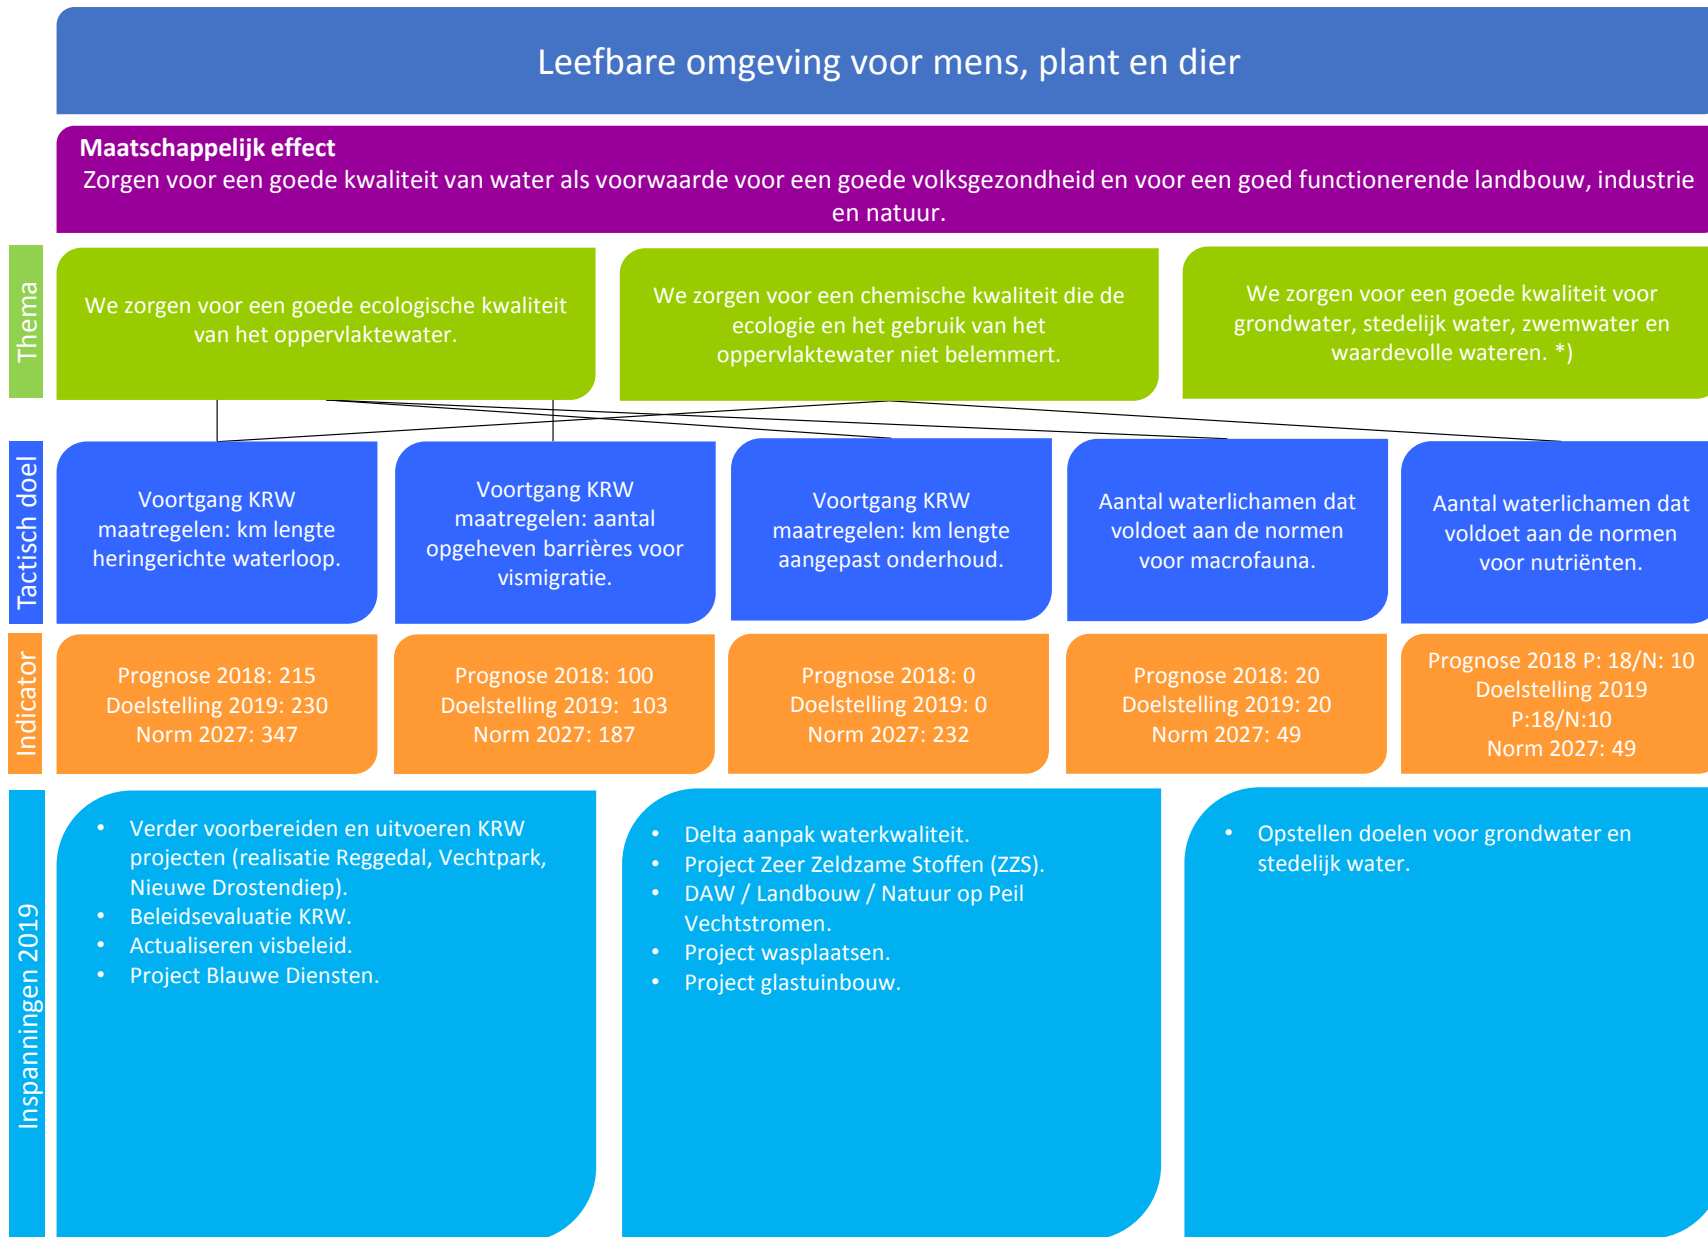 Leefbare omgeving voor mens, plant en dier
Maatschappelijk effect
Zorgen voor een goede kwaliteit van water als voorwaarde voor een goede volksgezondheid en voor een goed functionerende landbouw, industrie
en natuur.
Thema
We zorgen voor een goede ecologische kwaliteit
van het oppervlaktewater.
We zorgen voor een chemische kwaliteit die de
ecologie en het gebruik van het
oppervlaktewater niet belemmert.
We zorgen voor een goede kwaliteit voor
grondwater, stedelijk water, zwemwater en
waardevolle wateren. *)
Tactisch doel
Voortgang KRW
maatregelen: km lengte
heringerichte waterloop.
Voortgang KRW
maatregelen: aantal
opgeheven barrières voor
vismigratie.
Voortgang KRW
maatregelen: km lengte
aangepast onderhoud.
Aantal waterlichamen dat
voldoet aan de normen
voor macrofauna.
Aantal waterlichamen dat
voldoet aan de normen
voor nutriënten.
Indicator
Prognose 2018: 215
Doelstelling 2019: 230
Norm 2027: 347
Prognose 2018: 100
Doelstelling 2019:  103
Norm 2027: 187
Prognose 2018: 0
Doelstelling 2019: 0
Norm 2027: 232
Prognose 2018: 20
Doelstelling 2019: 20
Norm 2027: 49
Prognose 2018 P: 18/N: 10
Doelstelling 2019
P:18/N:10
Norm 2027: 49
Inspanningen 2019
• Verder voorbereiden en uitvoeren KRW
projecten (realisatie Reggedal, Vechtpark,
Nieuwe Drostendiep).
• Beleidsevaluatie KRW.
• Actualiseren visbeleid.
• Project Blauwe Diensten.
• Delta aanpak waterkwaliteit.
• Project Zeer Zeldzame Stoffen (ZZS).
• DAW / Landbouw / Natuur op Peil
Vechtstromen.
• Project wasplaatsen.
• Project glastuinbouw.
• Opstellen doelen voor grondwater en
stedelijk water.